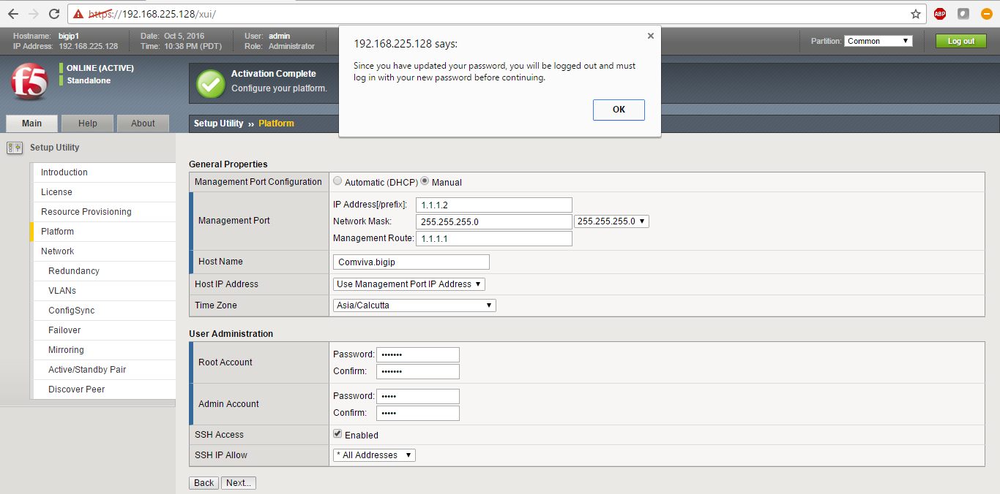 https://192.168.225.128/xui/
ABP
Hostname: bigip1
IP Address: 192.168.225.128
Date: Oct 5, 2016
Time: 10:38 PM (PDT)
User: admin
Role: Administrator
Partition: Common
Log out
192.168.225.128 says:
Since you have updated your password, you will be logged out and must
log in with your new password before continuing.
OK
f5
ONLINE (ACTIVE)
Standalone
Activation Complete
Configure your platform.
Main
Help
About
Setup Utility ›› Platform
Setup Utility
Introduction
License
Resource Provisioning
Platform
Network
Redundancy
VLANs
ConfigSync
Failover
Mirroring
Active/Standby Pair
Discover Peer
General Properties
Management Port Configuration Automatic (DHCP) Manual
Management Port
IP Address[/prefix]: 1.1.1.2
Network Mask: 255.255.255.0 255.255.255.0
Management Route: 1.1.1.1
Host Name Comviva.bigip
Host IP Address Use Management Port IP Address
Time Zone Asia/Calcutta
User Administration
Root Account
Password: •••••••
Confirm: •••••••
Admin Account
Password: •••••
Confirm: •••••
SSH Access Enabled
SSH IP Allow * All Addresses
Back Next...